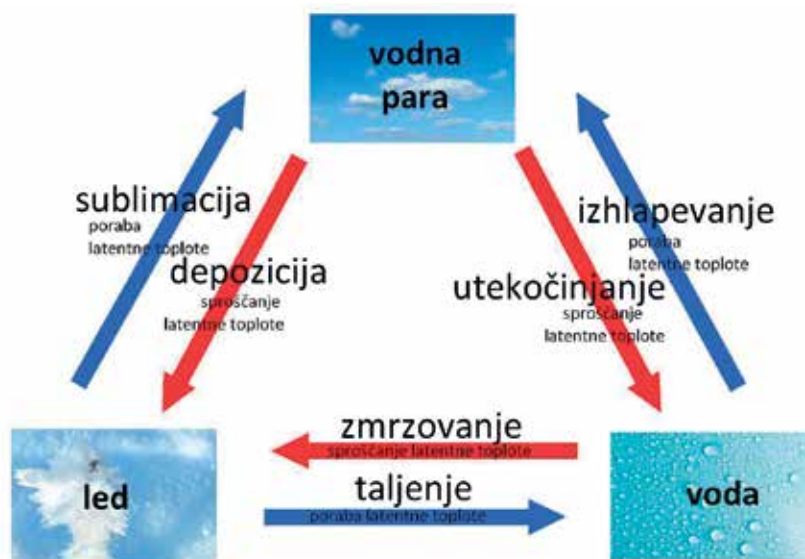 vodna
para
sublimacija
poraba
latentne toplote
depozicija
sproščanje
latentne toplote
izhlapevanje
poraba
latentne toplote
utekočinjanje
sproščanje
latentne toplote
zmrzovanje
sproščanje latentne toplote
led
taljenje
poraba latentne toplote
voda